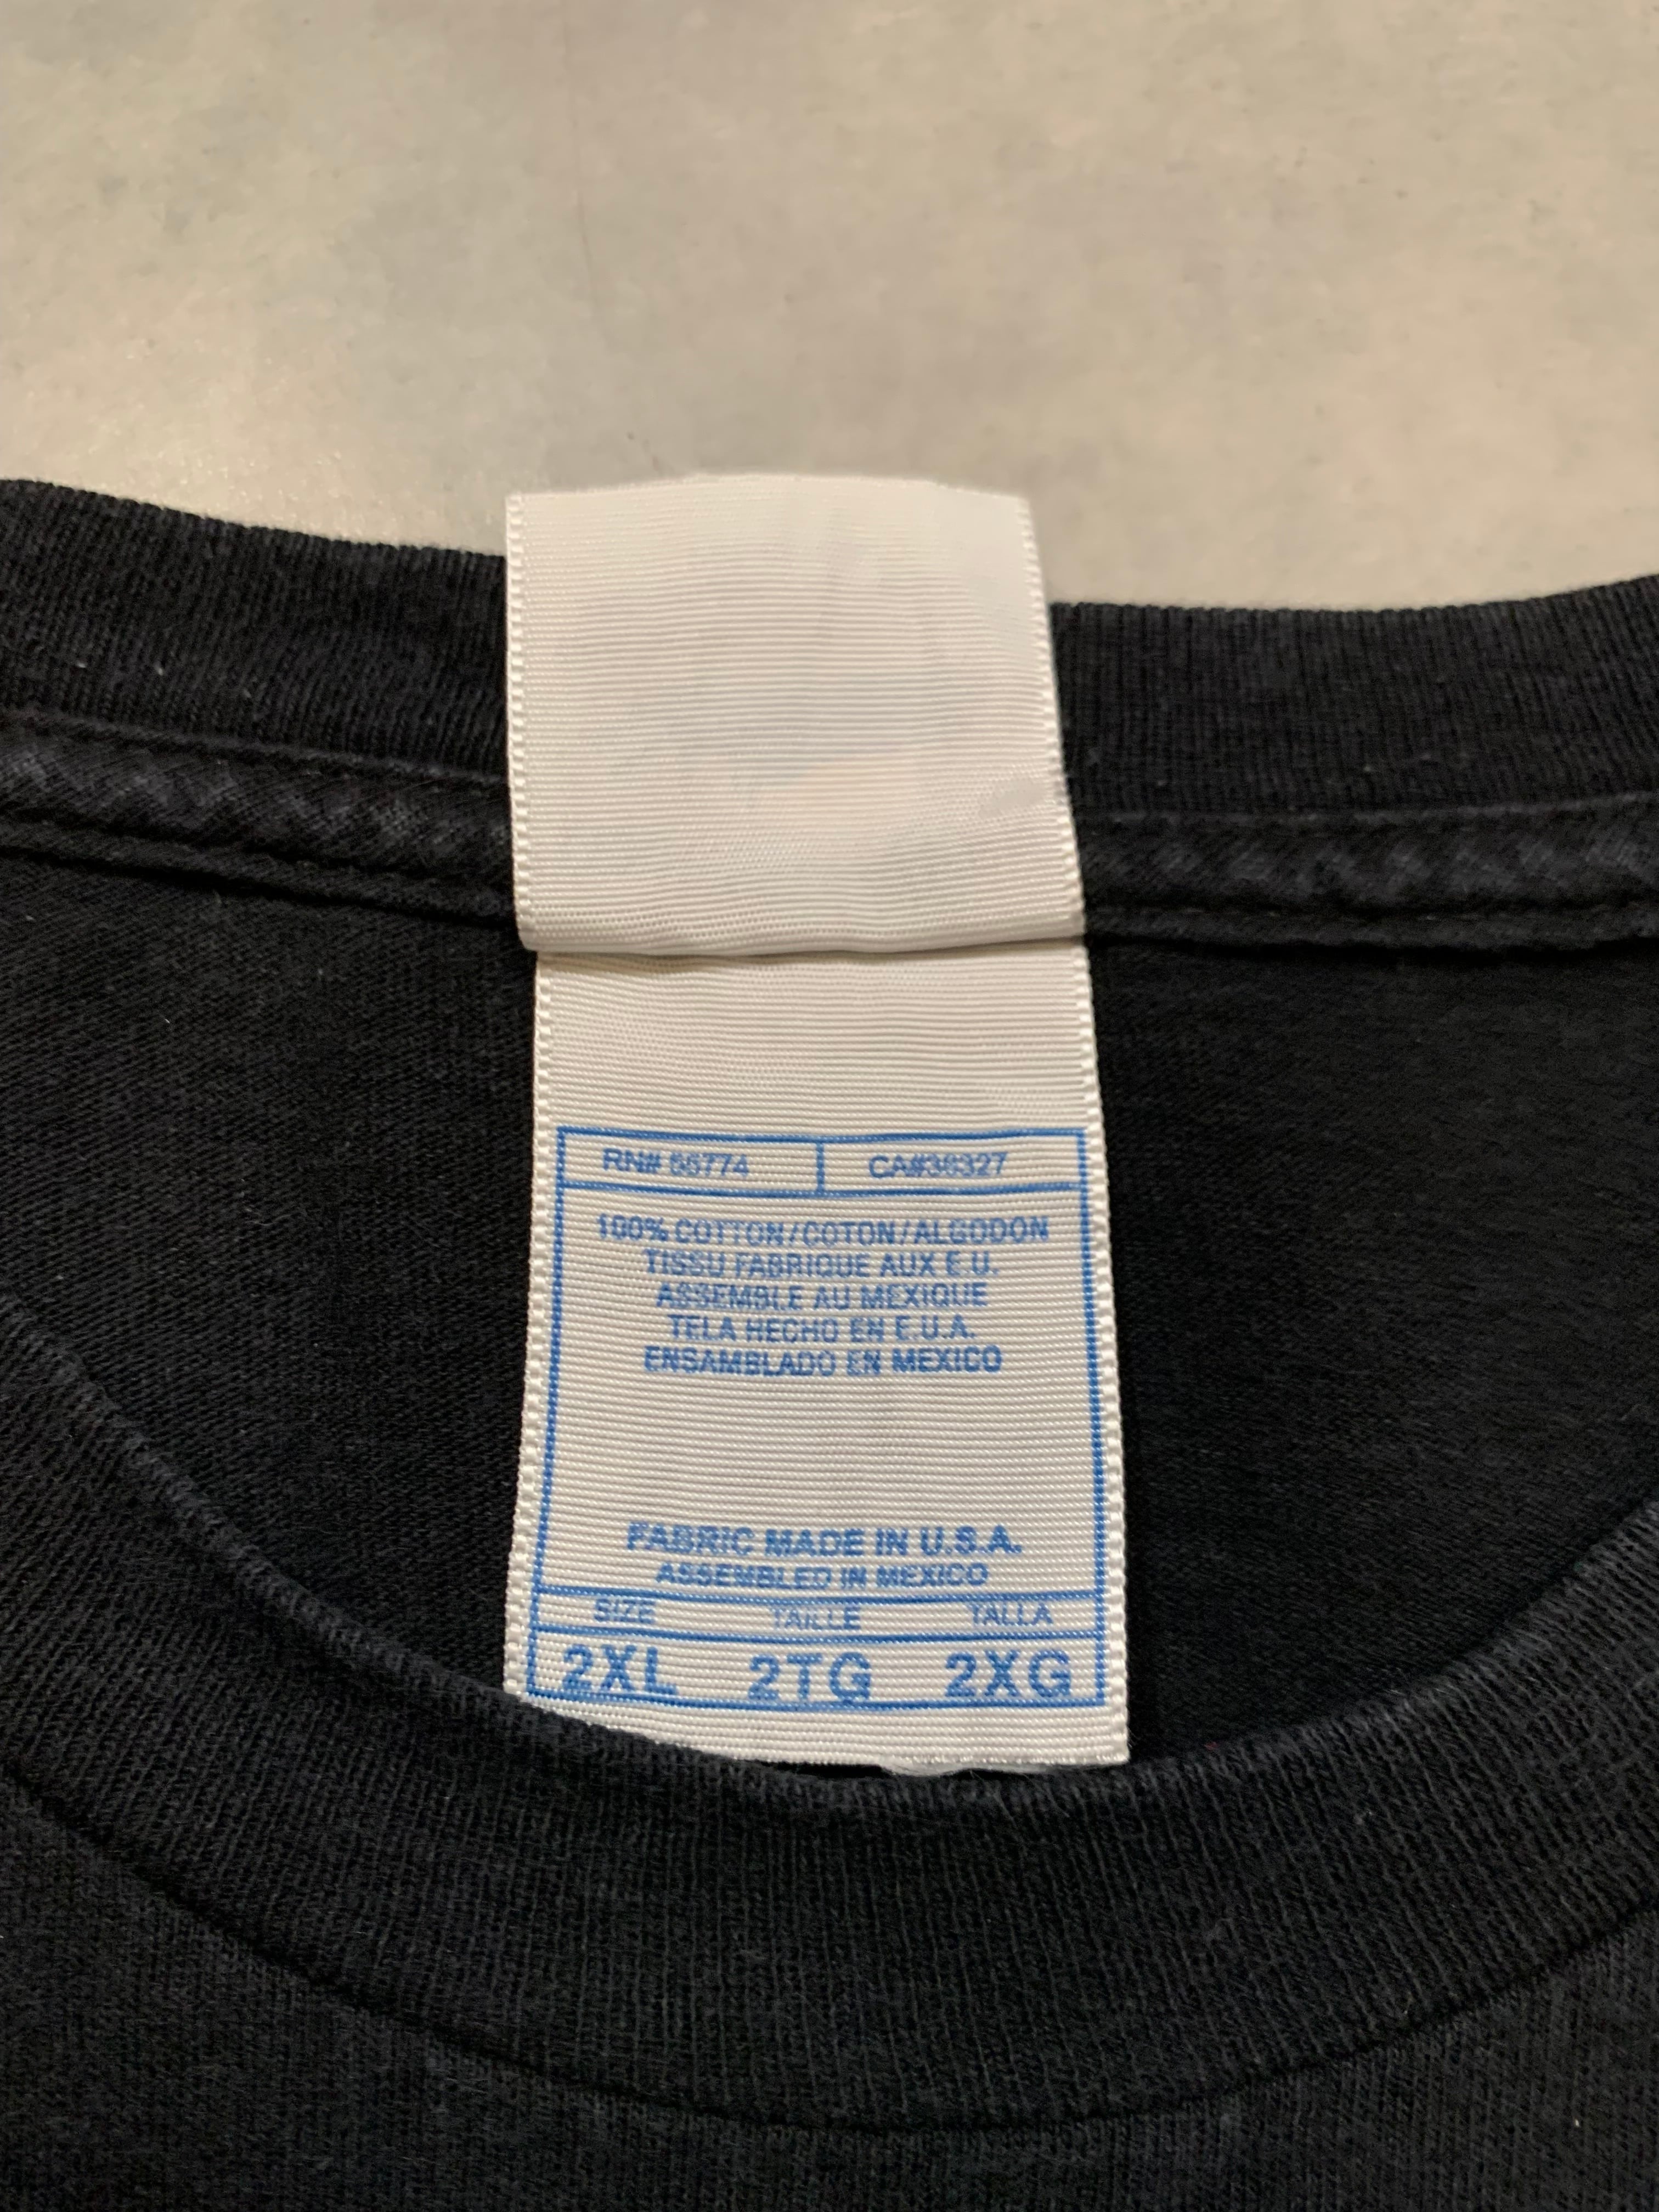 RN# 66774 CA#36327
100% COTTON/COTON/ALGODON
TISSU FABRIQUE AUX E.U.
ASSEMBLE AU MEXIQUE
TELA HECHO EN E.U.A.
ENSAMBLADO EN MEXICO
FABRIC MADE IN U.S.A.
ASSEMBLED IN MEXICO
SIZE TAILLE TALLA
2XL 2TG 2XG